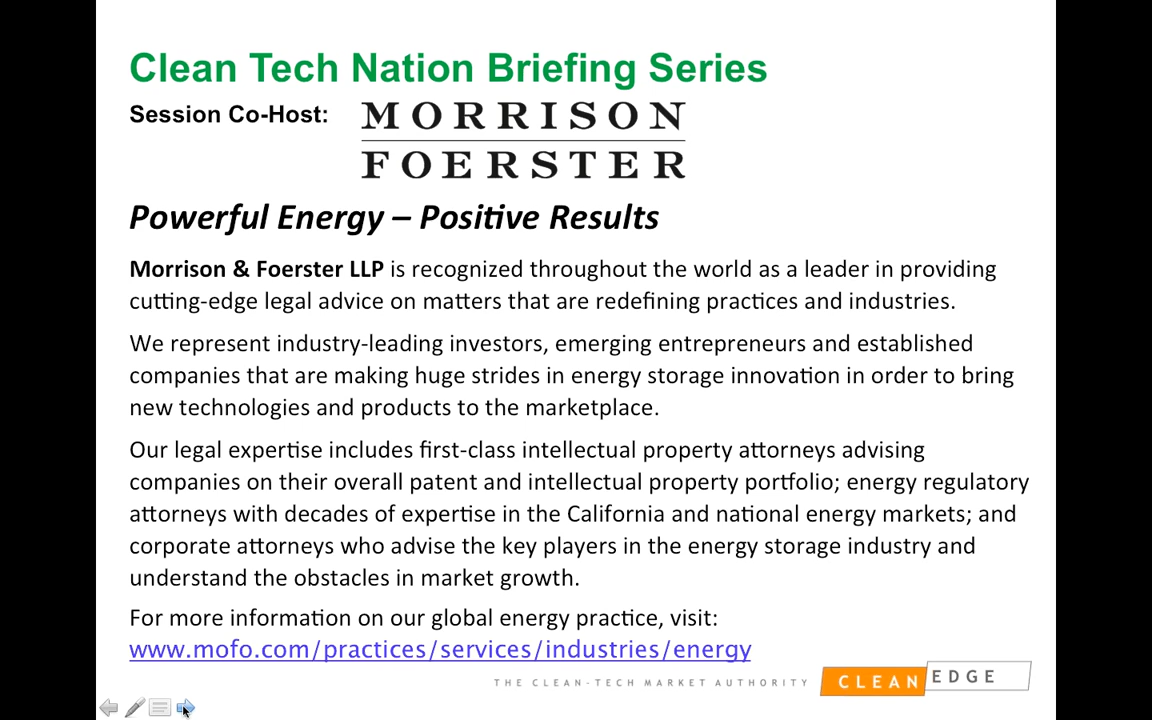 Clean Tech Nation Briefing Series
Session Co-Host:
MORRISON
FOERSTER
Powerful Energy – Positive Results
Morrison & Foerster LLP is recognized throughout the world as a leader in providing
cutting-edge legal advice on matters that are redefining practices and industries.
We represent industry-leading investors, emerging entrepreneurs and established
companies that are making huge strides in energy storage innovation in order to bring
new technologies and products to the marketplace.
Our legal expertise includes first-class intellectual property attorneys advising
companies on their overall patent and intellectual property portfolio; energy regulatory
attorneys with decades of expertise in the California and national energy markets; and
corporate attorneys who advise the key players in the energy storage industry and
understand the obstacles in market growth.
For more information on our global energy practice, visit:
www.mofo.com/practices/services/industries/energy
THE CLEAN-TECH MARKET AUTHORITY
CLEAN EDGE